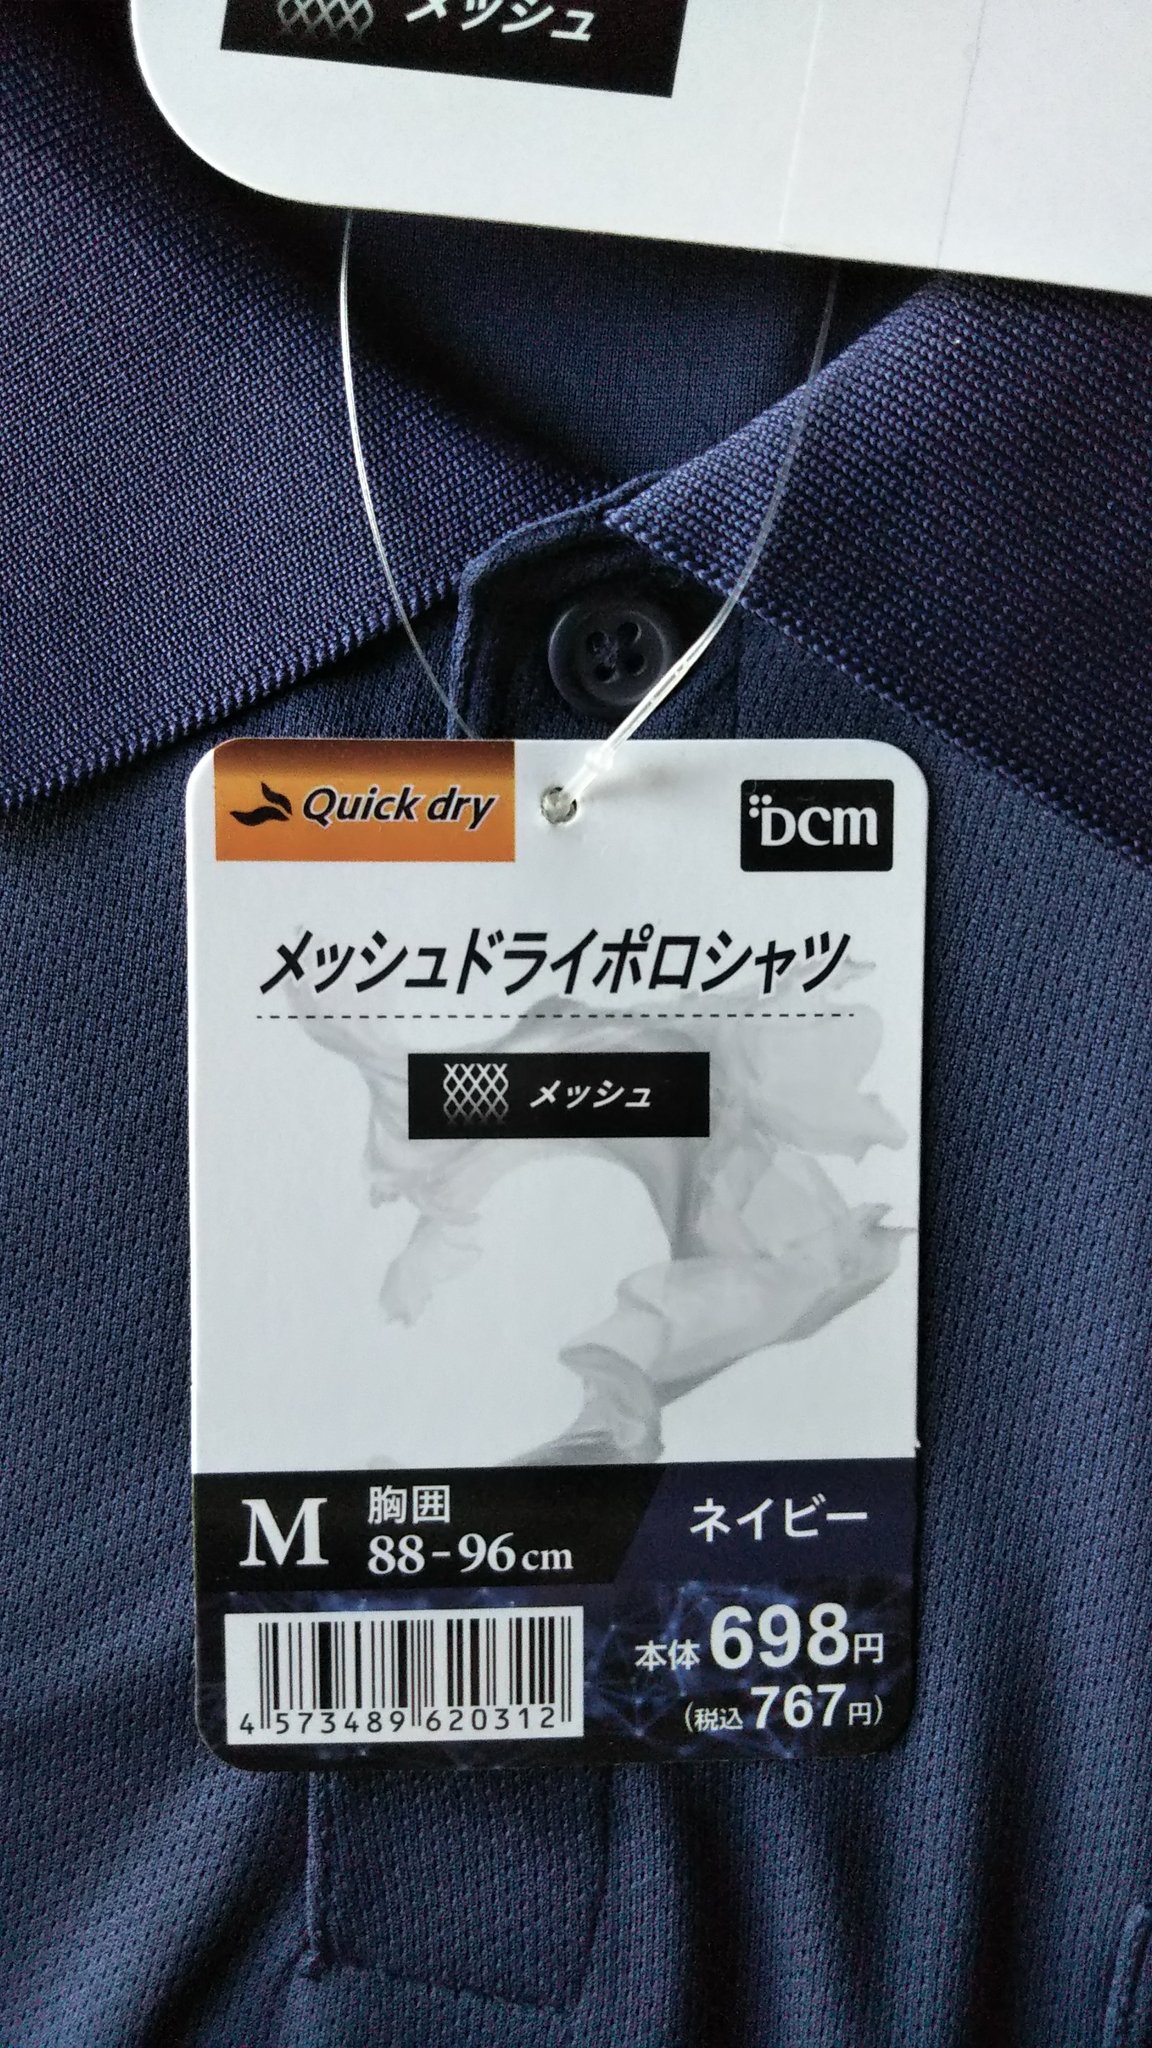 メッシュ
Quick dry
DCM
メッシュドライポロシャツ
メッシュ
M 胸囲 88-96cm
ネイビー
本体698円
(税込767円)
4573489620312